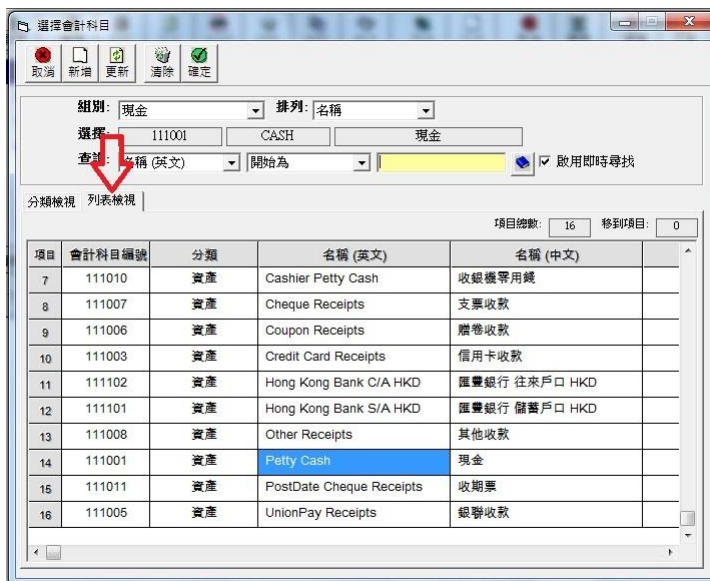 選擇會計科目
取消 新增 更新 清除 確定
組別: 現金 排列: 名稱
選擇: 111001 CASH 現金
查詢: 名稱 (英文) 開始為 啟用即時尋找
分類檢視 列表檢視
項目總數: 16 移到項目: 0
項目 會計科目編號 分類 名稱 (英文) 名稱 (中文)
7 111010 資產 Cashier Petty Cash 收銀機零用錢
8 111007 資產 Cheque Receipts 支票收款
9 111006 資產 Coupon Receipts 贈卷收款
10 111003 資產 Credit Card Receipts 信用卡收款
11 111102 資產 Hong Kong Bank C/A HKD 匯豐銀行 往來戶口 HKD
12 111101 資產 Hong Kong Bank S/A HKD 匯豐銀行 儲蓄戶口 HKD
13 111008 資產 Other Receipts 其他收款
14 111001 資產 Petty Cash 現金
15 111011 資產 PostDate Cheque Receipts 收期票
16 111005 資產 UnionPay Receipts 銀聯收款